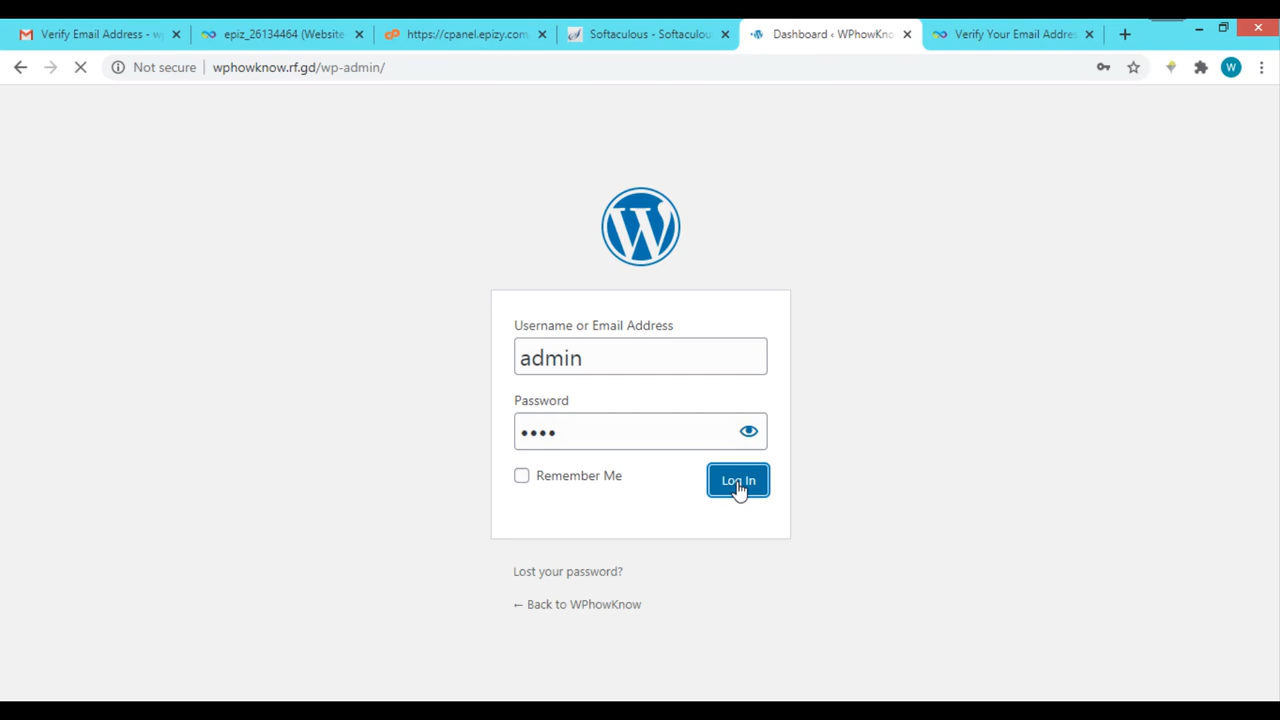 Verify Email Address - wp
epiz_26134464 (Website
https://cpanel.epizy.com
Softaculous - Softaculou
Dashboard ‹ WPhowKno
Verify Your Email Addre
Not secure
wphowknow.rf.gd/wp-admin/
W
Username or Email Address
admin
Password
Remember Me
Log In
Lost your password?
← Back to WPhowKnow